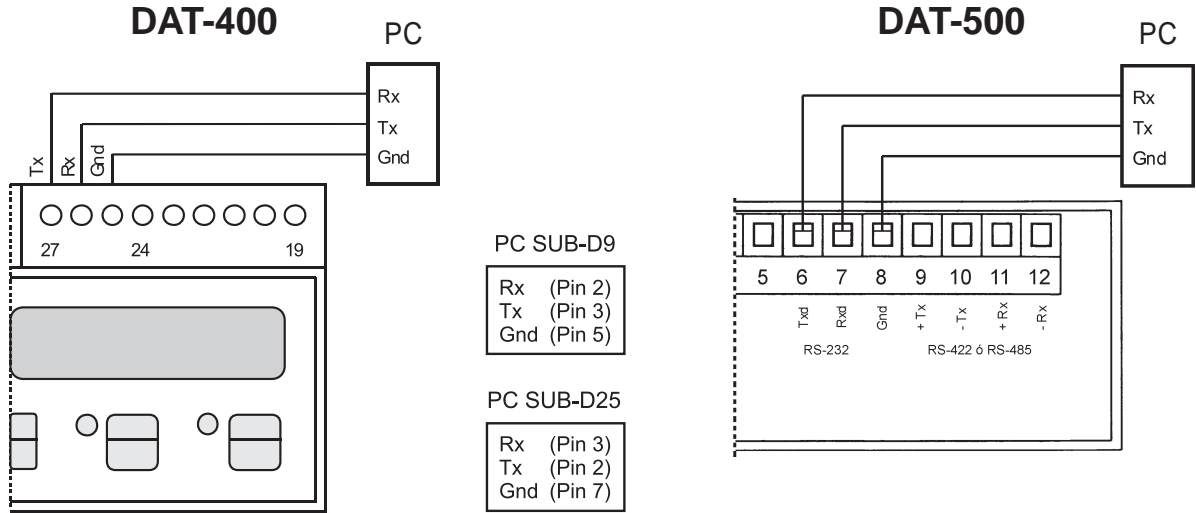 DAT-400
PC
Rx
Tx
Gnd
Tx
Rx
Gnd
27
24
19
PC SUB-D9
Rx (Pin 2)
Tx (Pin 3)
Gnd (Pin 5)
PC SUB-D25
Rx (Pin 3)
Tx (Pin 2)
Gnd (Pin 7)
DAT-500
PC
Rx
Tx
Gnd
5 6 7 8 9 10 11 12
Txd
Rxd
Gnd
+ Tx
- Tx
+ Rx
- Rx
RS-232
RS-422 ó RS-485